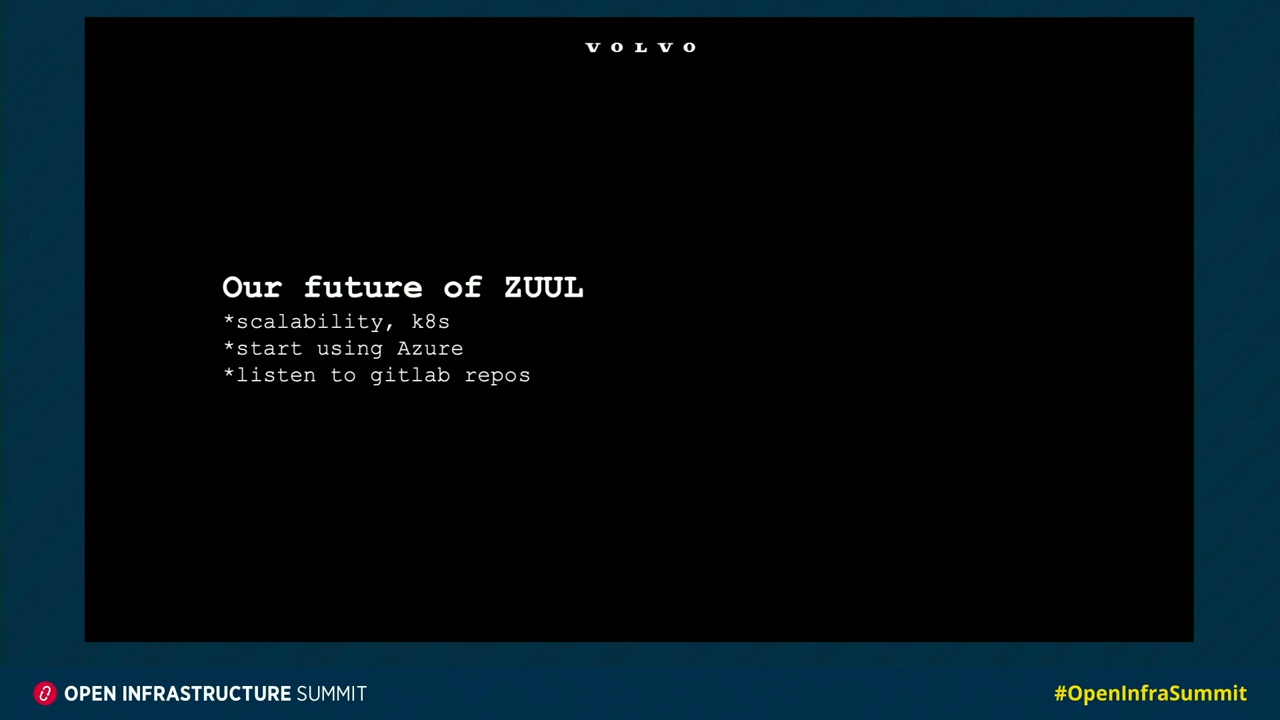 VOLVO
Our future of ZUUL
*scalability, k8s
*start using Azure
*listen to gitlab repos
OPEN INFRASTRUCTURE SUMMIT
#OpenInfraSummit